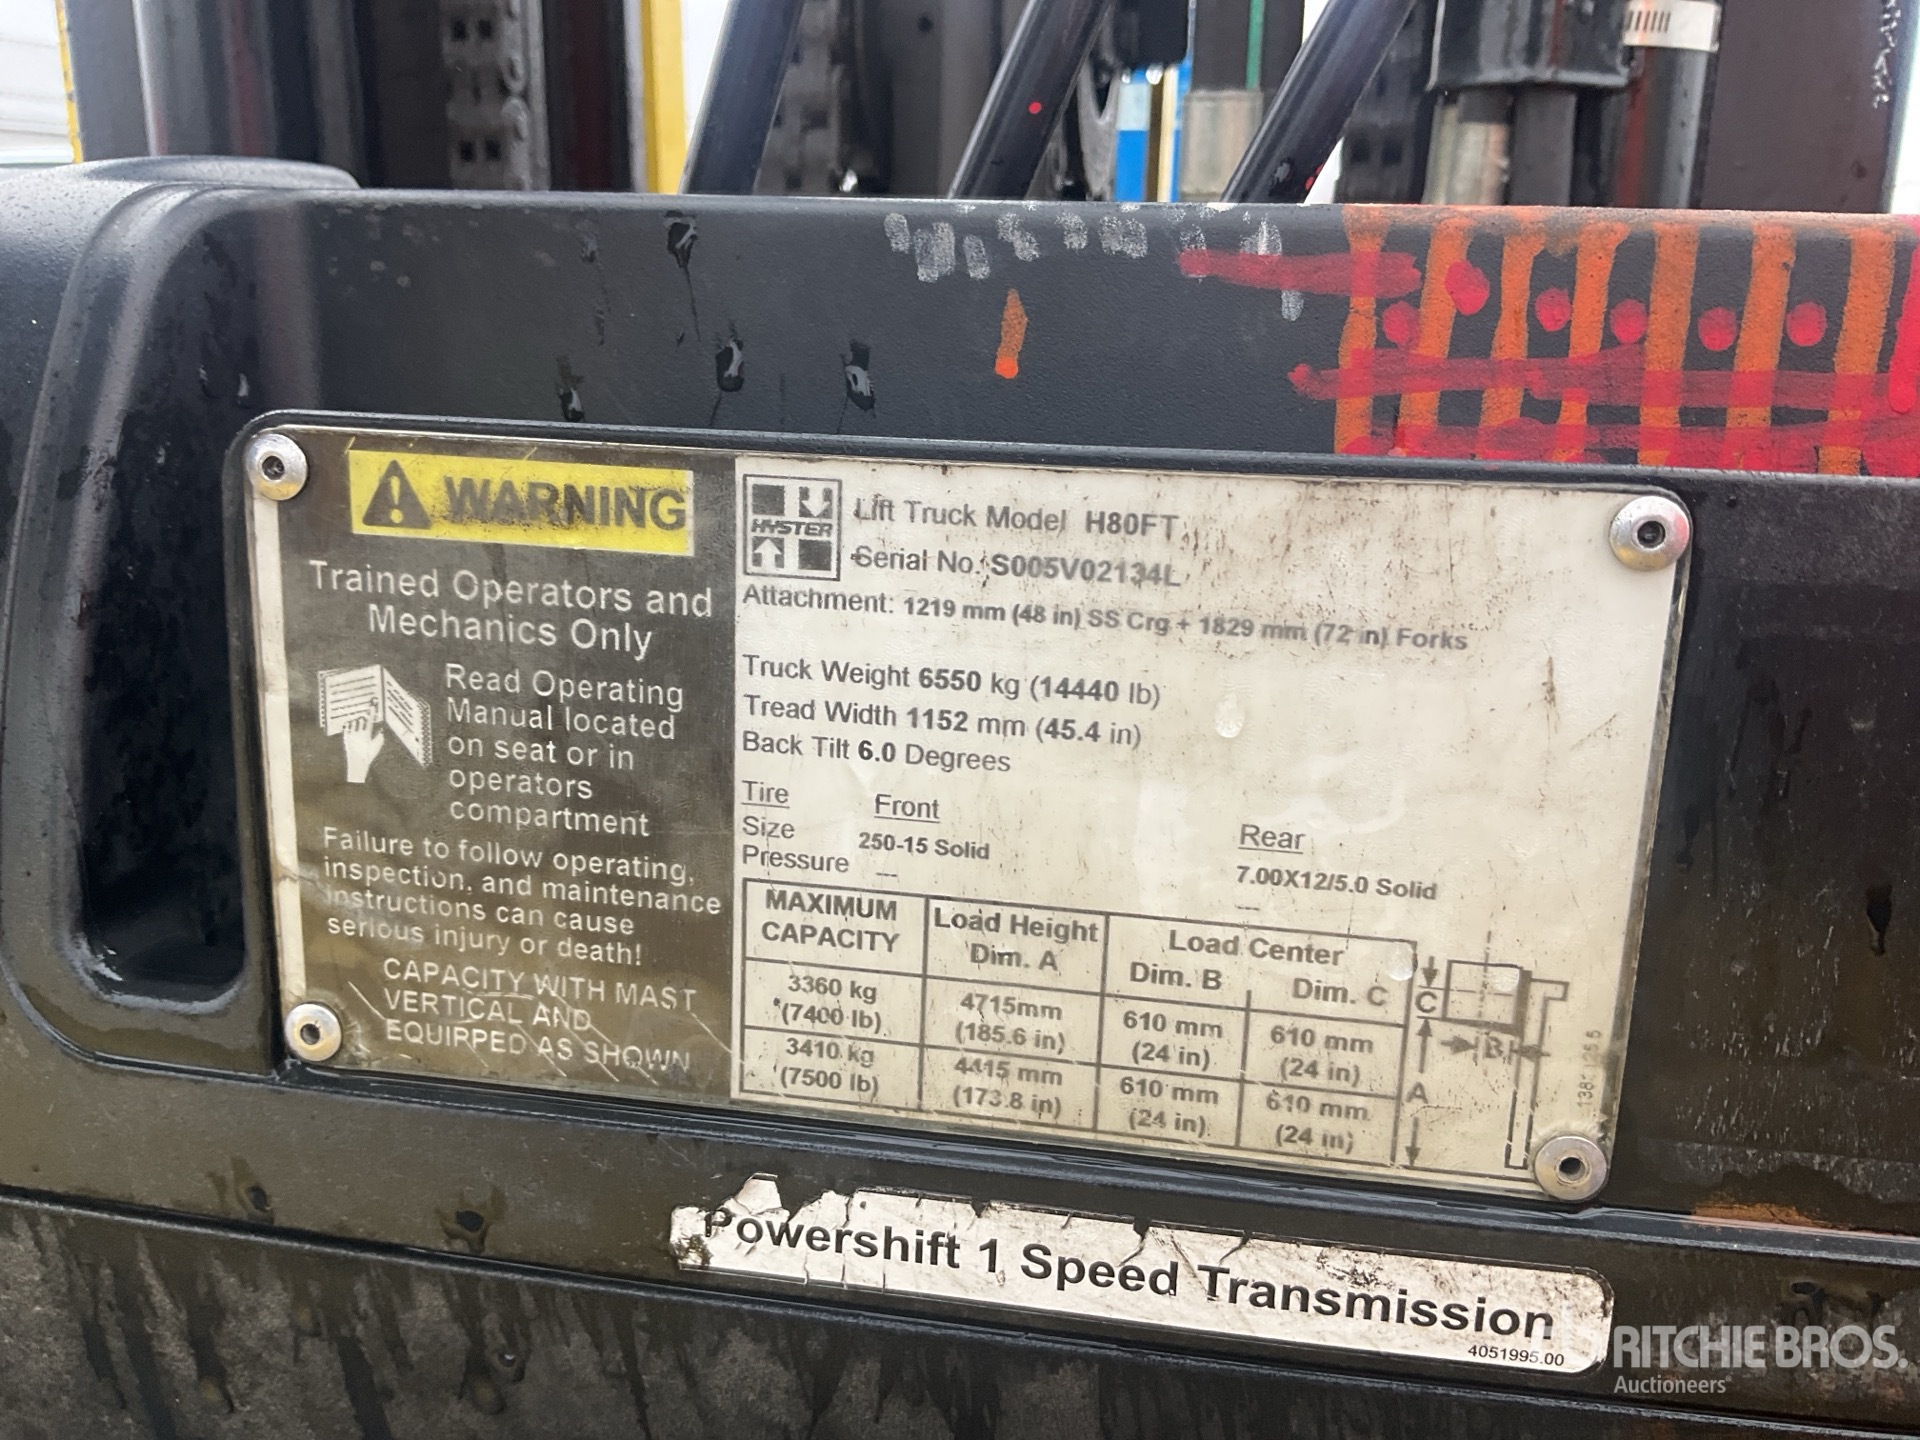 WARNING
Trained Operators and
Mechanics Only
Read Operating
Manual located
on seat or in
operators
compartment
Failure to follow operating,
inspection, and maintenance
instructions can cause
serious injury or death!
CAPACITY WITH MAST
VERTICAL AND
EQUIPPED AS SHOWN
HYSTER
Lift Truck Model H80FT
Serial No. S005V02134L
Attachment: 1219 mm (48 in) SS Crg + 1829 mm (72 in) Forks
Truck Weight 6550 kg (14440 lb)
Tread Width 1152 mm (45.4 in)
Back Tilt 6.0 Degrees
Tire Front Rear
Size 250-15 Solid 7.00X12/5.0 Solid
Pressure --- ---
MAXIMUM CAPACITY
Load Height Dim. A
Load Center
Dim. B Dim. C
3360 kg (7400 lb)
4715mm (185.6 in)
610 mm (24 in)
610 mm (24 in)
3410 kg (7500 lb)
4415 mm (173.8 in)
610 mm (24 in)
610 mm (24 in)
C
B
A
Powershift 1 Speed Transmission
4051995.00
RITCHIE BROS.
Auctioneers